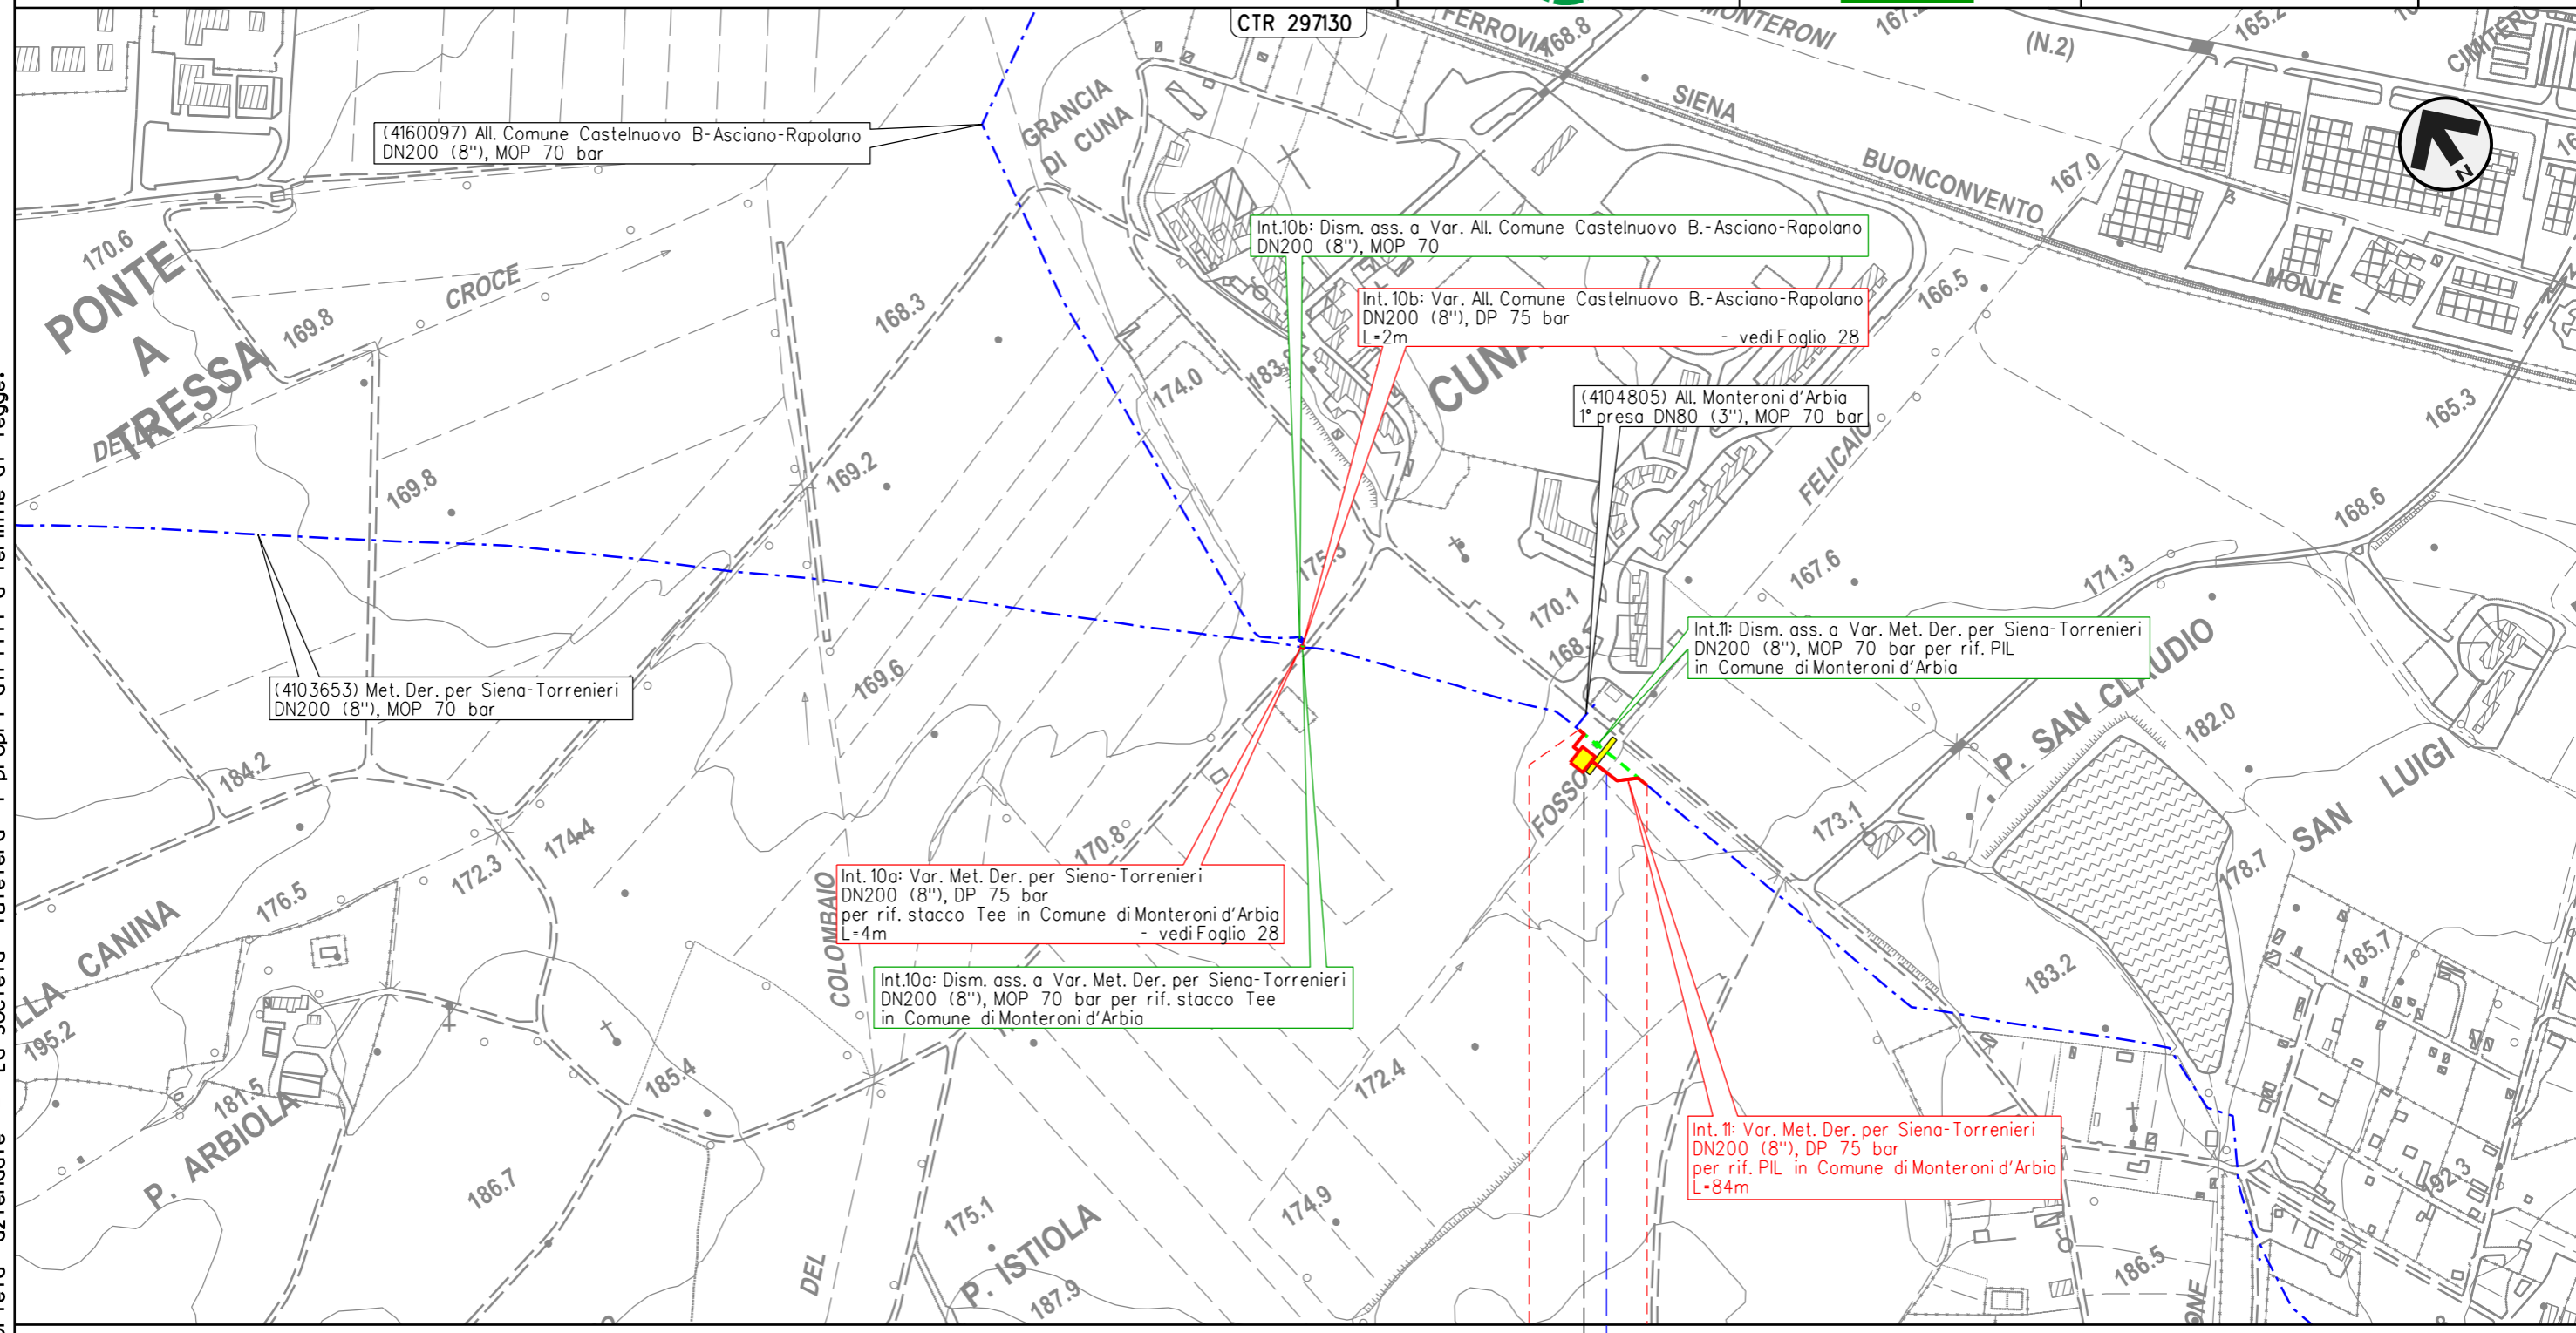 CTR 297130
FERROVIA
168.8
MONTERONI
(N.2)
165.2
CIMITERO
SIENA
BUONCONVENTO
167.0
MONTE
N
GRANCIA
DI CUNA
(4160097) All. Comune Castelnuovo B-Asciano-Rapolano
DN200 (8"), MOP 70 bar
Int.10b: Dism. ass. a Var. All. Comune Castelnuovo B.-Asciano-Rapolano
DN200 (8"), MOP 70
Int. 10b: Var. All. Comune Castelnuovo B.-Asciano-Rapolano
DN200 (8"), DP 75 bar
L=2m - vedi Foglio 28
(4104805) All. Monteroni d'Arbia
1° presa DN80 (3"), MOP 70 bar
170.6
PONTE
A
TRESSA
169.8
CROCE
168.3
174.0
CUNA
166.5
165.3
FELICAIO
169.8
169.2
168.6
167.6
171.3
170.1
(4103653) Met. Der. per Siena-Torrenieri
DN200 (8"), MOP 70 bar
169.6
Int.11: Dism. ass. a Var. Met. Der. per Siena-Torrenieri
DN200 (8"), MOP 70 bar per rif. PIL
in Comune di Monteroni d'Arbia
P. SAN CLAUDIO
182.0
SAN LUIGI
184.2
174.4
172.3
170.8
FOSSO
173.1
178.7
176.5
CANINA
COLOMBAIO
Int. 10a: Var. Met. Der. per Siena-Torrenieri
DN200 (8"), DP 75 bar
per rif. stacco Tee in Comune di Monteroni d'Arbia
L=4m - vedi Foglio 28
Int.10a: Dism. ass. a Var. Met. Der. per Siena-Torrenieri
DN200 (8"), MOP 70 bar per rif. stacco Tee
in Comune di Monteroni d'Arbia
183.2
185.7
195.2
181.5
P. ARBIOLA
185.4
172.4
Int. 11: Var. Met. Der. per Siena-Torrenieri
DN200 (8"), DP 75 bar
per rif. PIL in Comune di Monteroni d'Arbia
L=84m
186.7
175.1
P. ISTIOLA
187.9
174.9
DEL
192.3
186.5